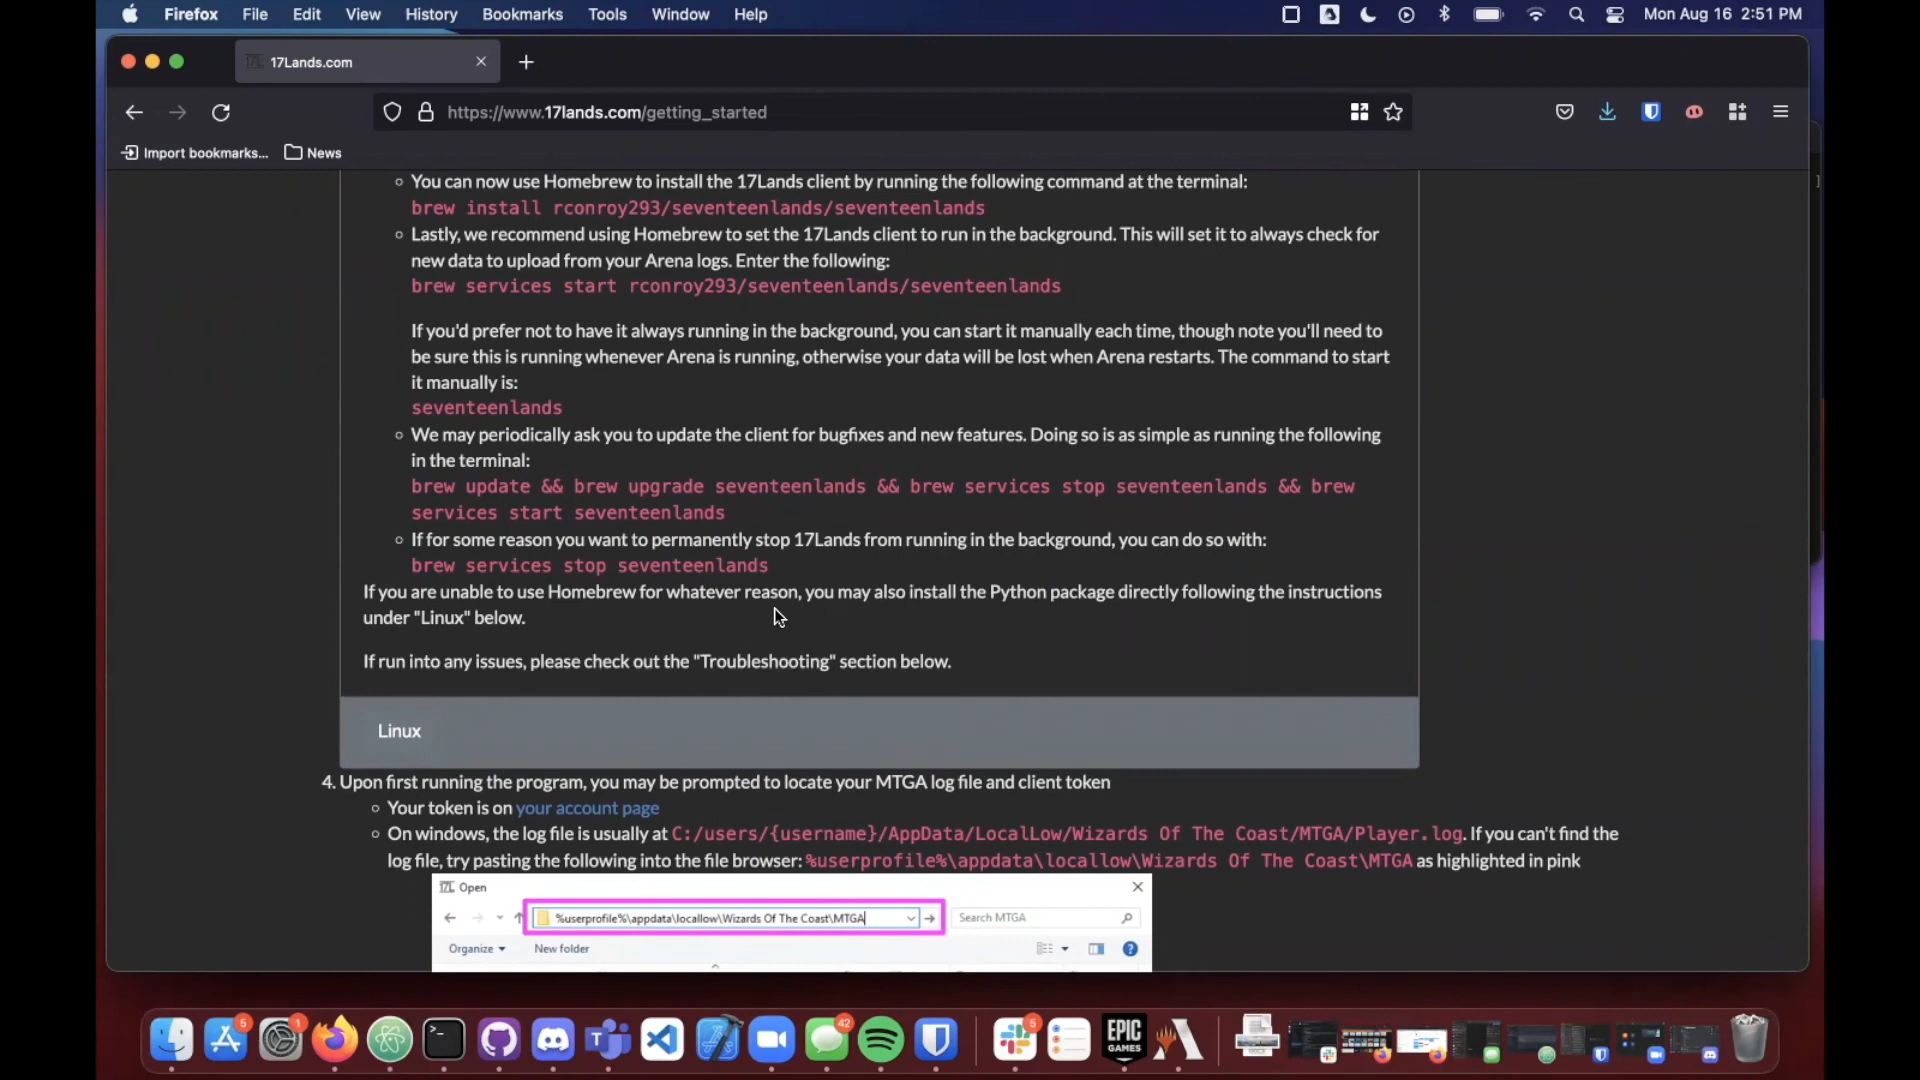 Firefox File Edit View History Bookmarks Tools Window Help Mon Aug 16 2:51 PM
17Lands.com
https://www.17lands.com/getting_started
Import bookmarks... News
You can now use Homebrew to install the 17Lands client by running the following command at the terminal:
brew install rconroy293/seventeenlands/seventeenlands
Lastly, we recommend using Homebrew to set the 17Lands client to run in the background. This will set it to always check for
new data to upload from your Arena logs. Enter the following:
brew services start rconroy293/seventeenlands/seventeenlands
If you'd prefer not to have it always running in the background, you can start it manually each time, though note you'll need to
be sure this is running whenever Arena is running, otherwise your data will be lost when Arena restarts. The command to start
it manually is:
seventeenlands
We may periodically ask you to update the client for bugfixes and new features. Doing so is as simple as running the following
in the terminal:
brew update && brew upgrade seventeenlands && brew services stop seventeenlands && brew
services start seventeenlands
If for some reason you want to permanently stop 17Lands from running in the background, you can do so with:
brew services stop seventeenlands
If you are unable to use Homebrew for whatever reason, you may also install the Python package directly following the instructions
under "Linux" below.
If run into any issues, please check out the "Troubleshooting" section below.
Linux
4. Upon first running the program, you may be prompted to locate your MTGA log file and client token
Your token is on your account page
On windows, the log file is usually at C:/users/{username}/AppData/LocalLow/Wizards Of The Coast/MTGA/Player.log. If you can't find the
log file, try pasting the following into the file browser: %userprofile%\appdata\locallow\Wizards Of The Coast\MTGA as highlighted in pink
17L Open
%userprofile%\appdata\locallow\Wizards Of The Coast\MTGA Search MTGA
Organize New folder
5 1 42 5
EPIC
GAMES